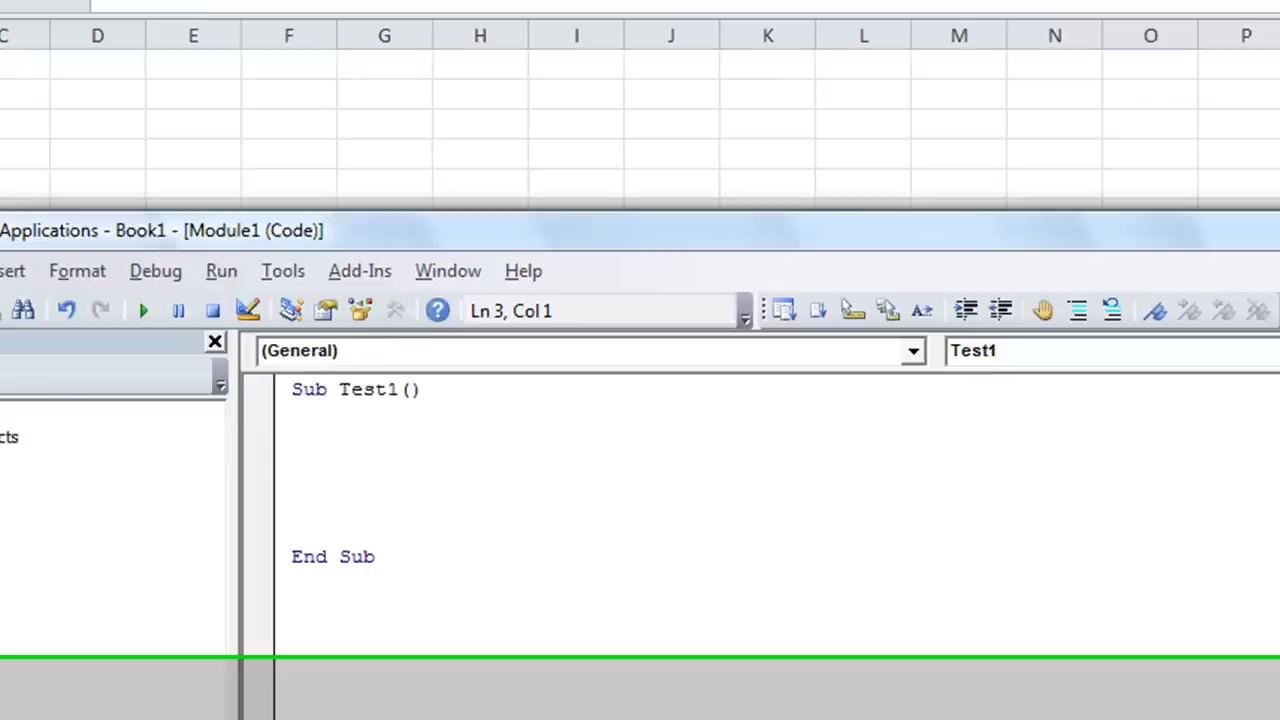 C D E F G H I J K L M N O P
Applications - Book1 - [Module1 (Code)]
sert Format Debug Run Tools Add-Ins Window Help
Ln 3, Col 1
(General) Test1
Sub Test1()
cts
End Sub